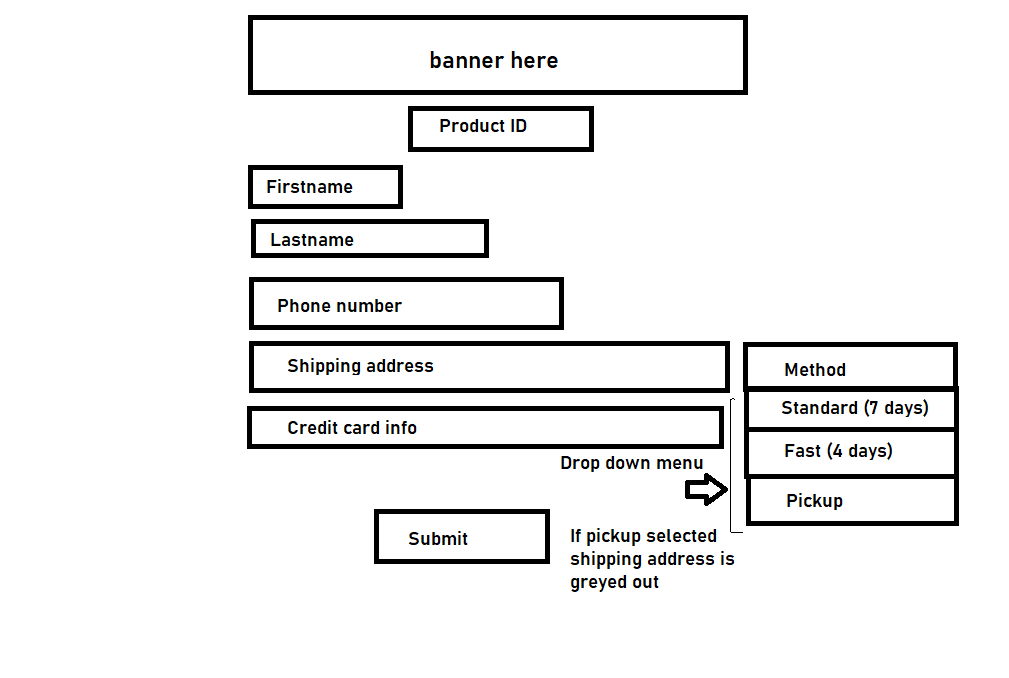 banner here
Product ID
Firstname
Lastname
Phone number
Shipping address
Method
Standard (7 days)
Credit card info
Fast (4 days)
Drop down menu
Pickup
Submit
If pickup selected
shipping address is
greyed out